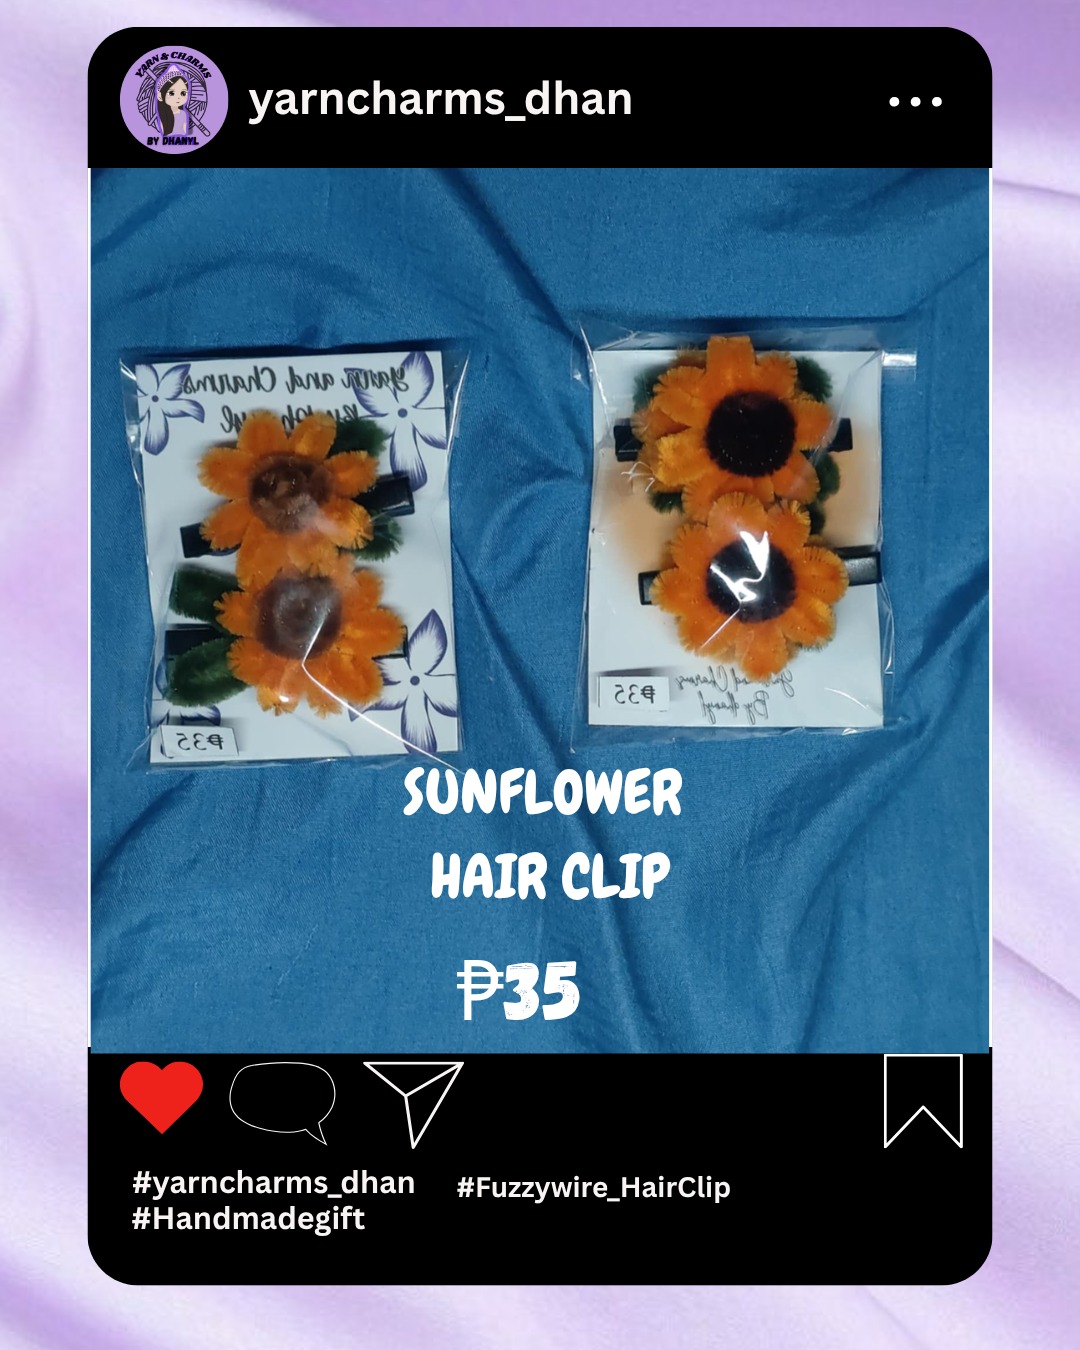 YARN & CHARMS
BY DHANYL
yarncharms_dhan
Yarn and Charms
By Dhanyl
₱35
Yarn and Charms
By dhanyl
₱35
SUNFLOWER
HAIR CLIP
₱35
#yarncharms_dhan #Fuzzywire_HairClip
#Handmadegift